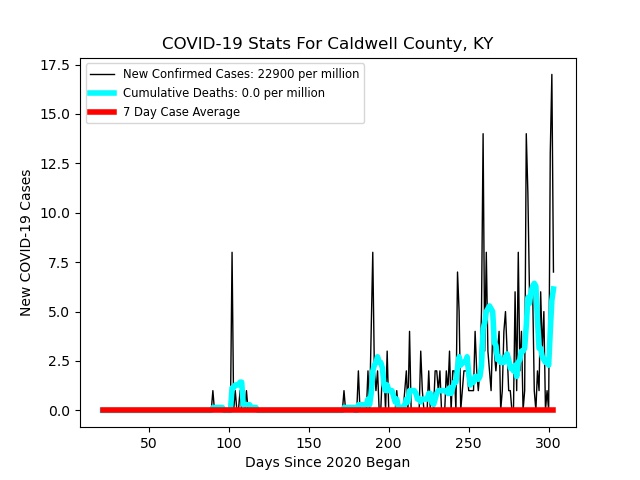 COVID-19 Stats For Caldwell County, KY
17.5
15.0
12.5
10.0
7.5
5.0
2.5
0.0
New COVID-19 Cases
New Confirmed Cases: 22900 per million
Cumulative Deaths: 0.0 per million
7 Day Case Average
50
100
150
200
250
300
Days Since 2020 Began